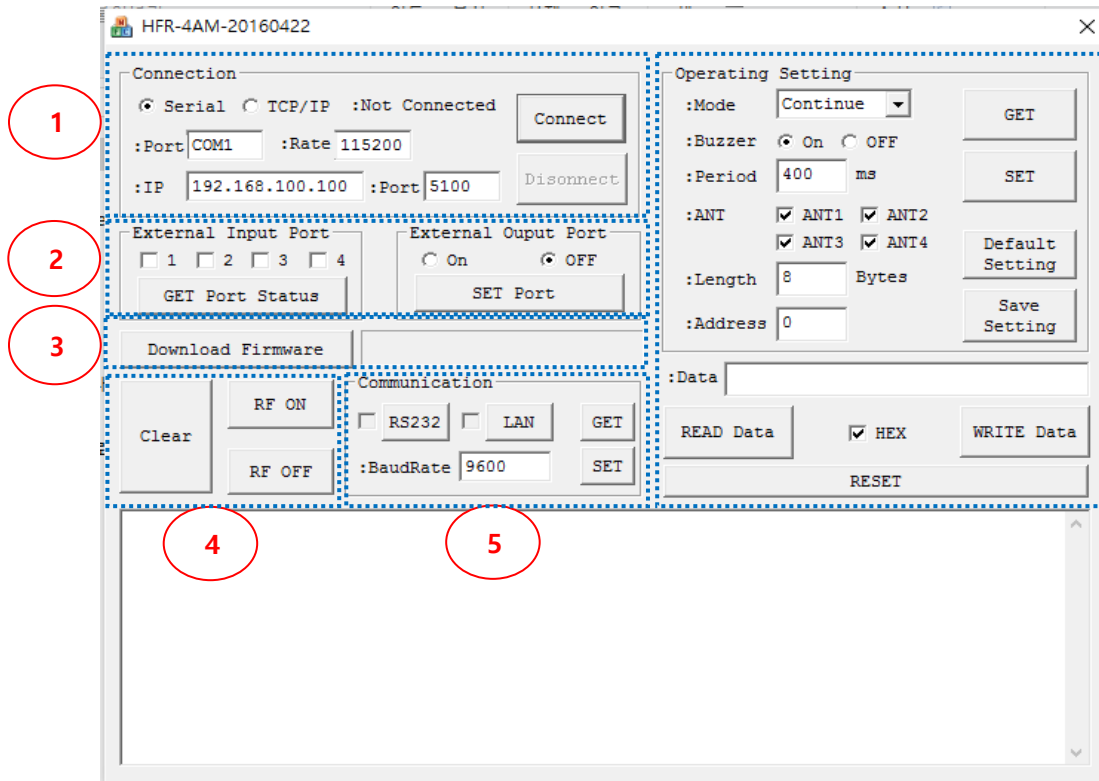 HFR-4AM-20160422
Connection
Serial TCP/IP :Not Connected
Connect
:Port COM1 :Rate 115200
:IP 192.168.100.100 :Port 5100
Disonnect
1
External Input Port
1 2 3 4
GET Port Status
External Ouput Port
On OFF
SET Port
2
Download Firmware
3
Clear
RF ON
RF OFF
4
Communication
RS232 LAN GET
:BaudRate 9600 SET
5
Operating Setting
:Mode Continue
GET
:Buzzer On OFF
:Period 400 ms
SET
:ANT ANT1 ANT2
ANT3 ANT4
Default
Setting
:Length 8 Bytes
Save
Setting
:Address 0
:Data
READ Data HEX WRITE Data
RESET